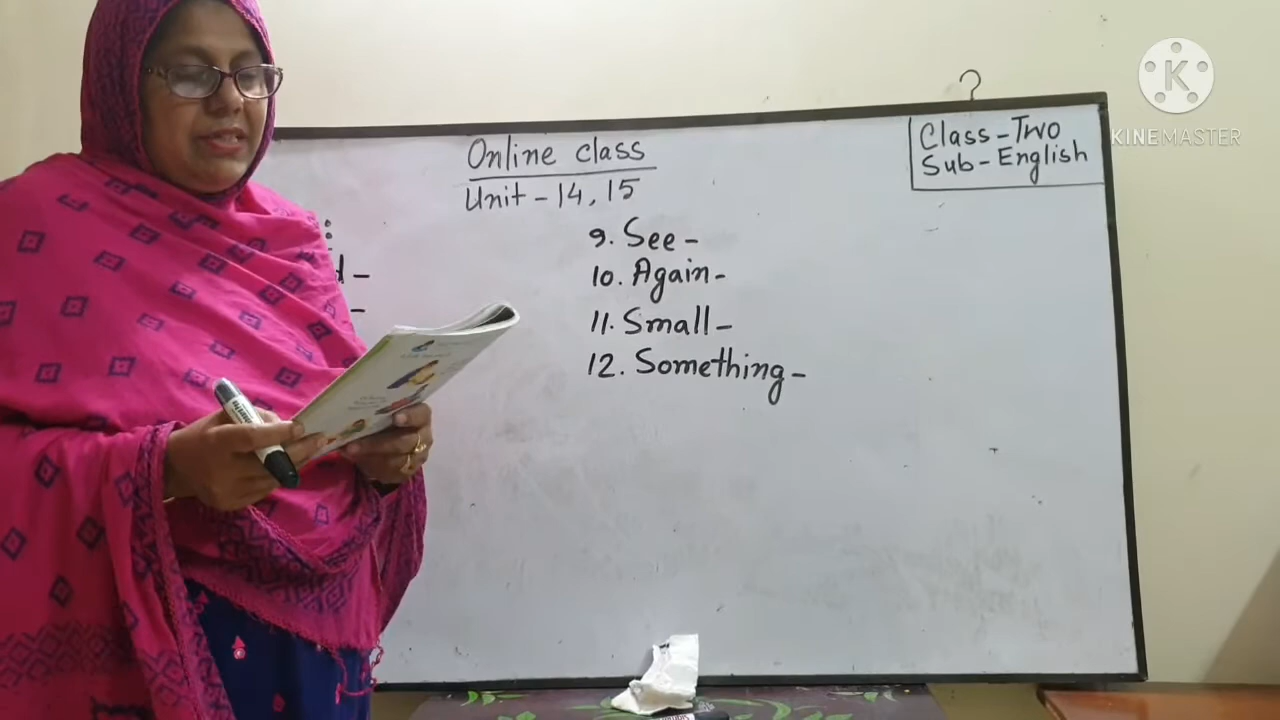 Online class
Unit - 14, 15
Class - Two
Sub - English
9. See -
10. Again -
11. Small -
12. Something -
KINEMASTER